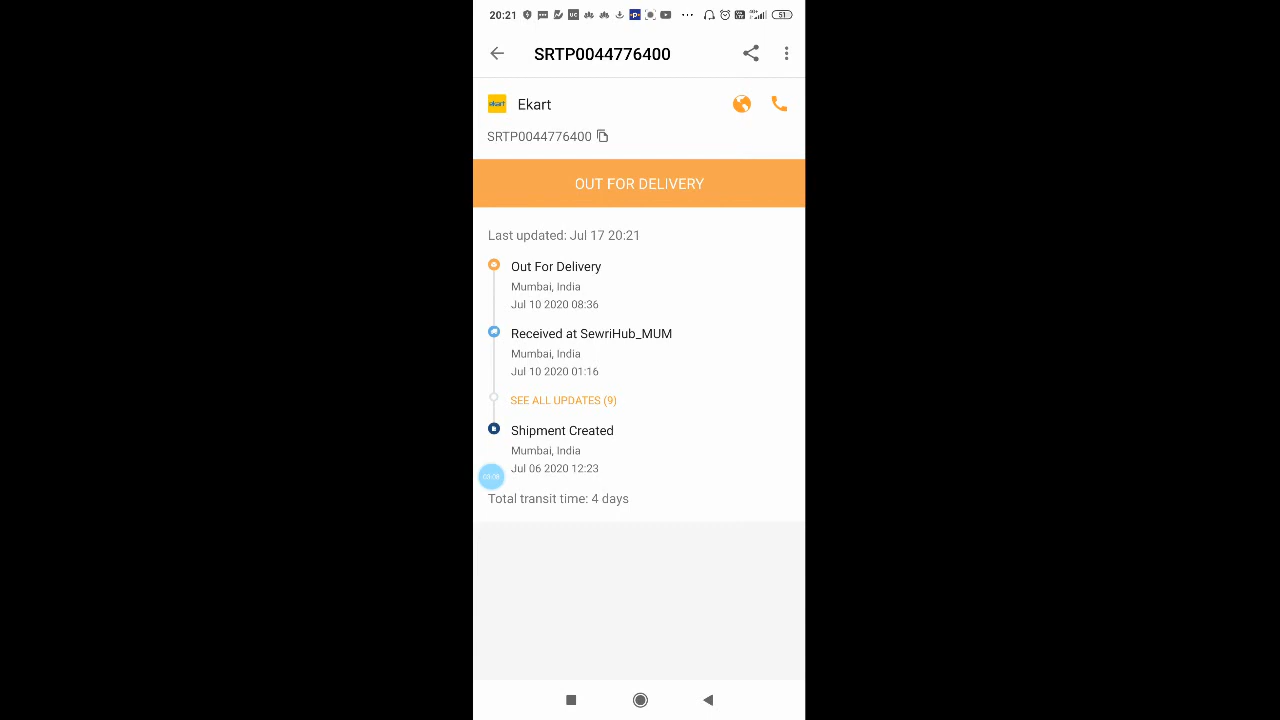 20:21
51
SRTP0044776400
ekart Ekart
SRTP0044776400
OUT FOR DELIVERY
Last updated: Jul 17 20:21
Out For Delivery
Mumbai, India
Jul 10 2020 08:36
Received at SewriHub_MUM
Mumbai, India
Jul 10 2020 01:16
SEE ALL UPDATES (9)
Shipment Created
Mumbai, India
Jul 06 2020 12:23
Total transit time: 4 days